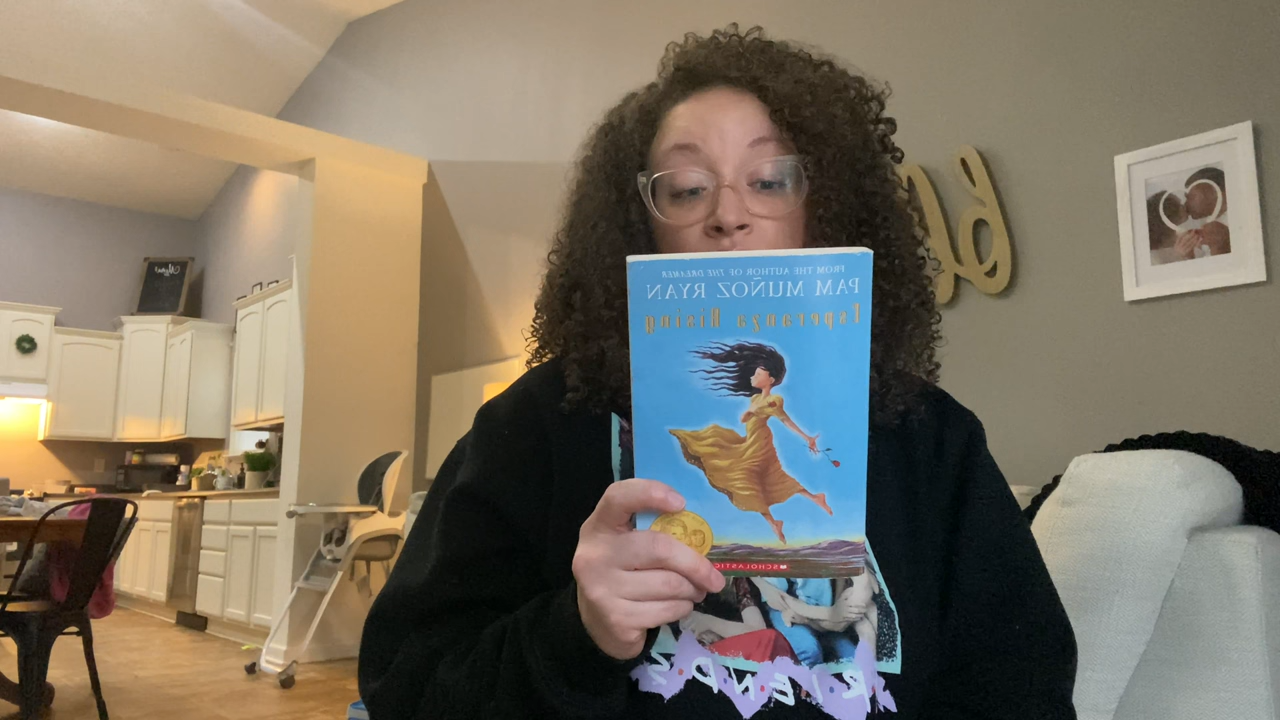 FROM THE AUTHOR OF THE DREAMER
PAM MUÑOZ RYAN
Esperanza Rising
SCHOLASTIC
F·R·I·E·N·D·S